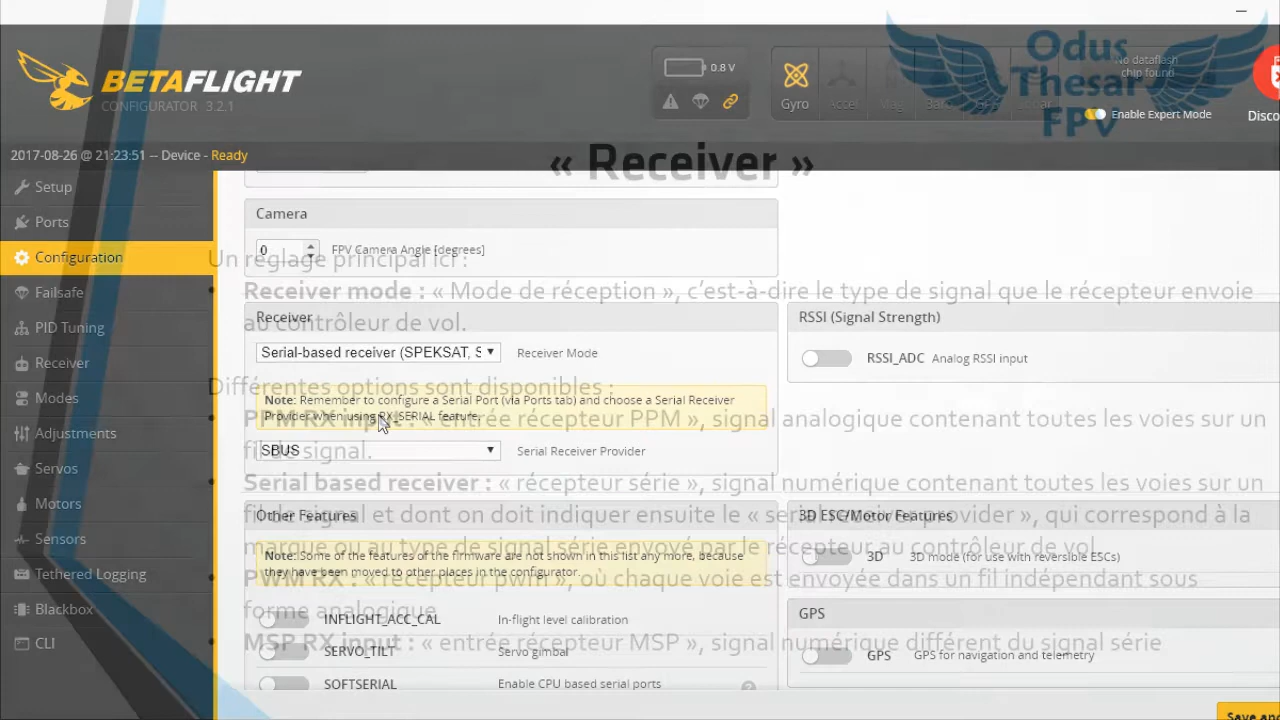 BETAFLIGHT
CONFIGURATOR 3.2.1
0.8 V
Gyro
Accel
Mag
Baro
GPS
Sonar
No dataflash
chip found
Enable Expert Mode
Disco
Odus
Thesar
FPV
2017-08-26 @ 21:23:51 -- Device - Ready
« Receiver »
Setup
Ports
Configuration
Failsafe
PID Tuning
Receiver
Modes
Adjustments
Servos
Motors
Sensors
Tethered Logging
Blackbox
CLI
Camera
0 FPV Camera Angle [degrees]
Receiver
Serial-based receiver (SPEKSAT, S Receiver Mode
Note: Remember to configure a Serial Port (via Ports tab) and choose a Serial Receiver
Provider when using RX_SERIAL feature.
SBUS Serial Receiver Provider
RSSI (Signal Strength)
RSSI_ADC Analog RSSI input
Other Features
Note: Some of the features of the firmware are not shown in this list any more, because
they have been moved to other places in the configurator.
INFLIGHT_ACC_CAL In-flight level calibration
SERVO_TILT Servo gimbal
SOFTSERIAL Enable CPU based serial ports
3D ESC/Motor Features
3D 3D mode (for use with reversible ESCs)
GPS
GPS GPS for navigation and telemetry
Save an
Un réglage principal ici :
• Receiver mode : « Mode de réception », c’est-à-dire le type de signal que le récepteur envoie
au contrôleur de vol.
Différentes options sont disponibles :
• PPM RX input : « entrée récepteur PPM », signal analogique contenant toutes les voies sur un
fil de signal.
• Serial based receiver : « récepteur série », signal numérique contenant toutes les voies sur un
fil de signal et dont on doit indiquer ensuite le « serial receiver provider », qui correspond à la
marque ou au type de signal série envoyé par le récepteur au contrôleur de vol.
• PWM RX : « récepteur pwm », où chaque voie est envoyée dans un fil indépendant sous
forme analogique
• MSP RX input : « entrée récepteur MSP », signal numérique différent du signal série